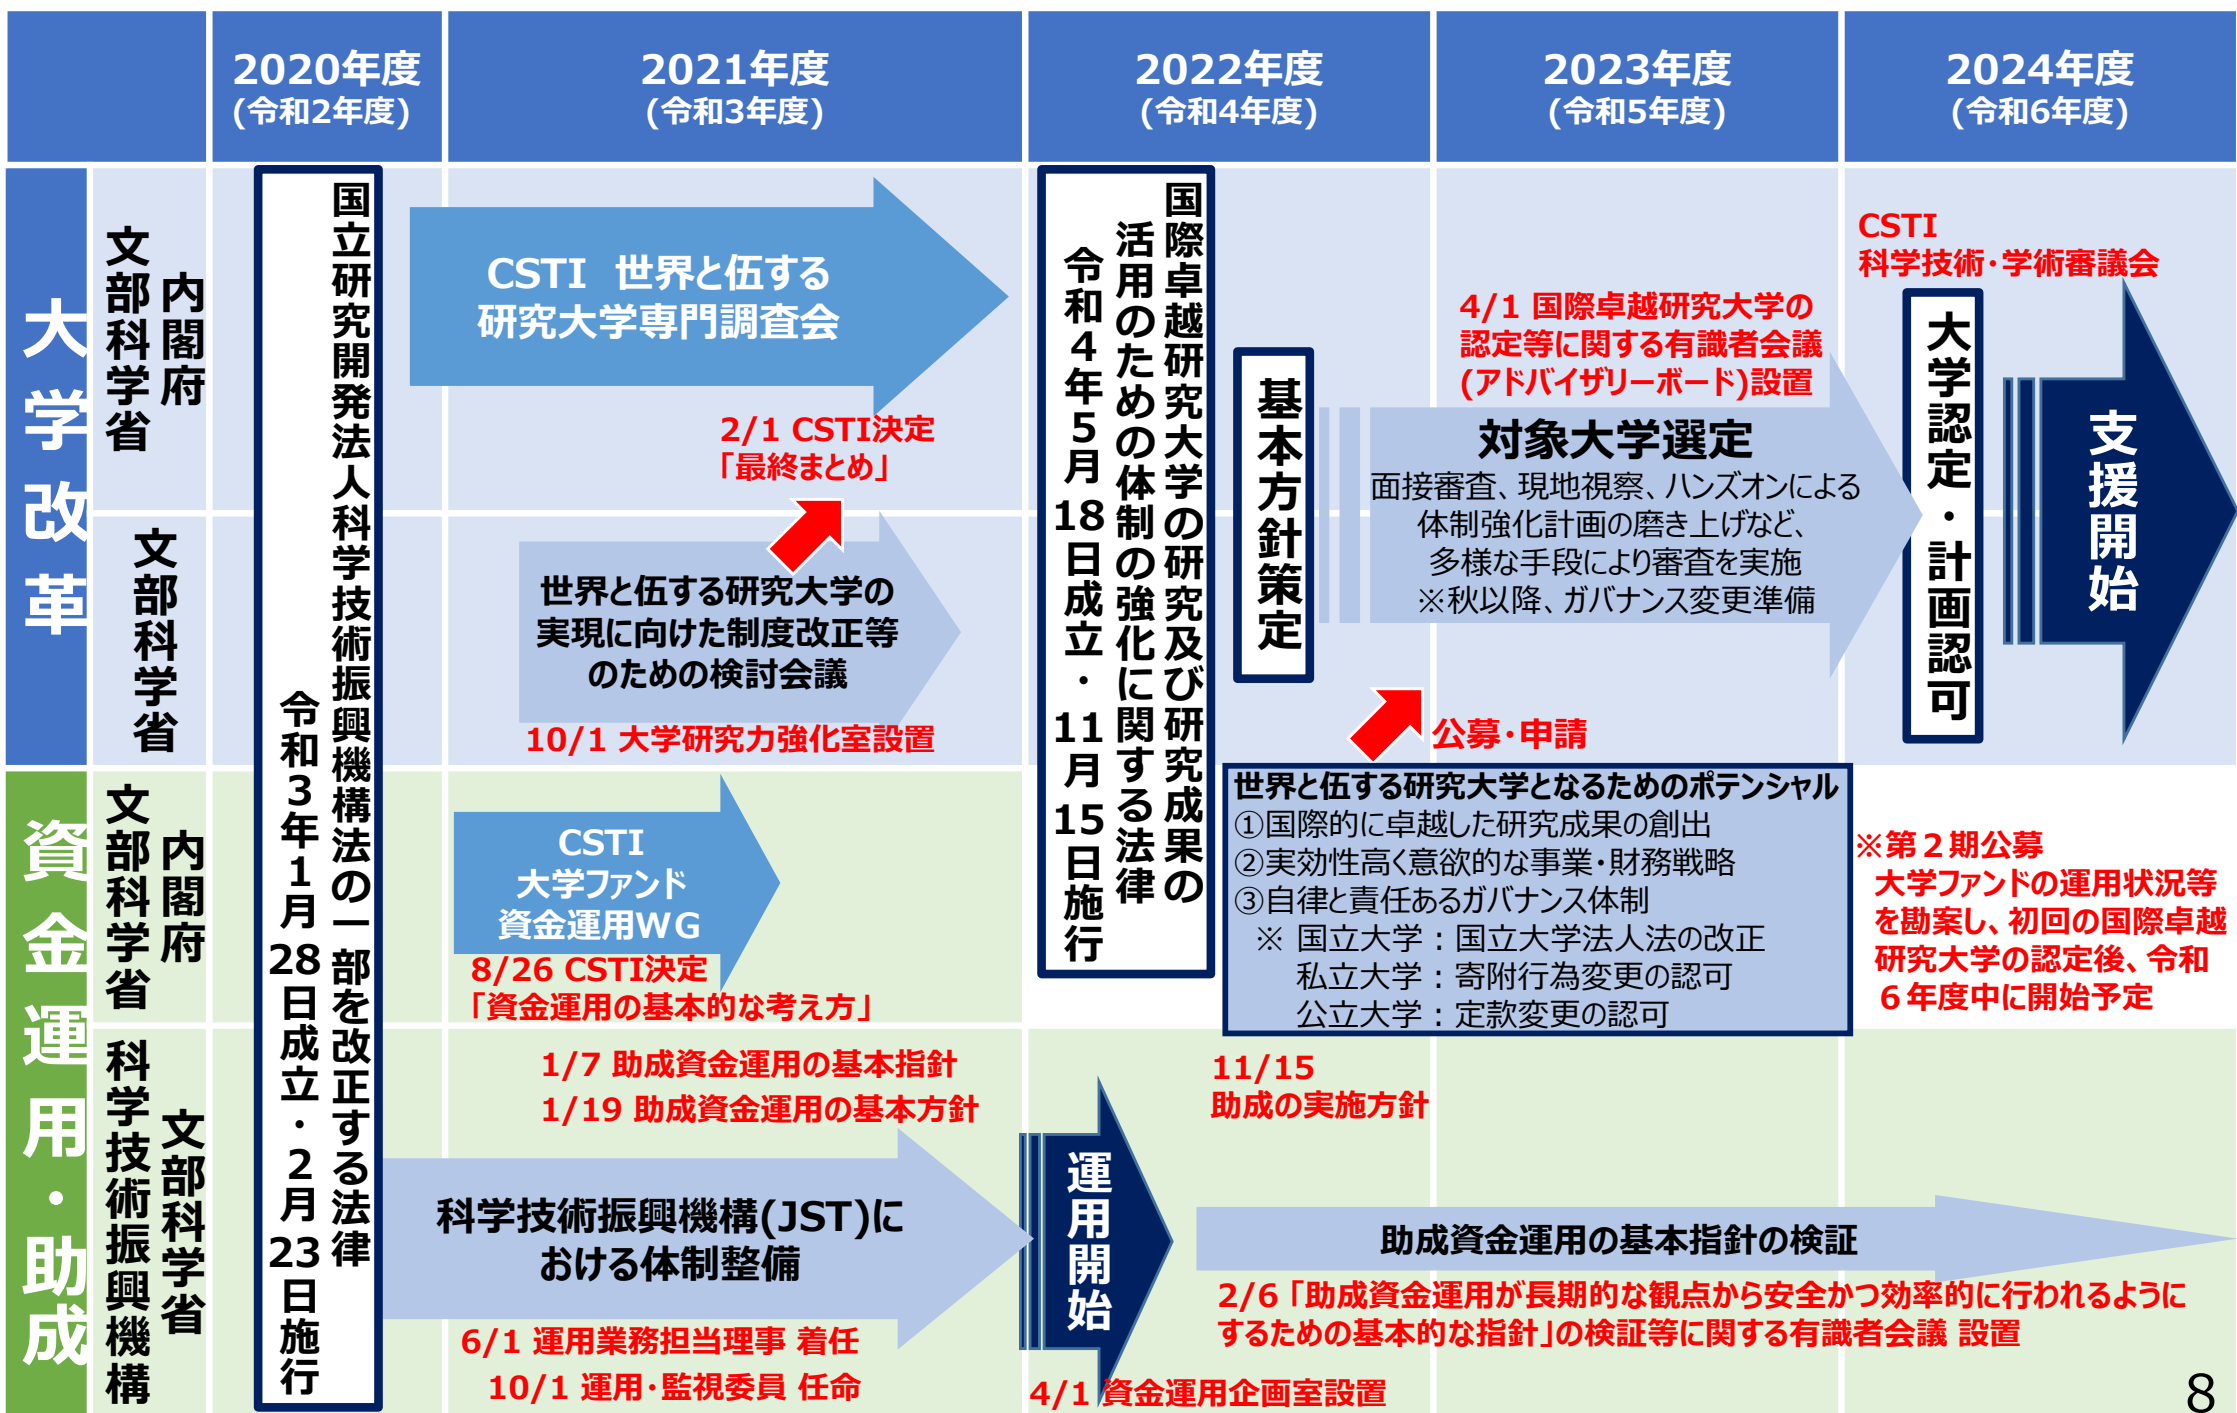 2020年度
(令和2年度)
2021年度
(令和3年度)
2022年度
(令和4年度)
2023年度
(令和5年度)
2024年度
(令和6年度)
大学改革
内閣府
文部科学省
文部科学省
国立研究開発法人科学技術振興機構法の一部を改正する法律
令和3年1月28日成立・2月23日施行
CSTI 世界と伍する
研究大学専門調査会
2/1 CSTI決定
「最終まとめ」
世界と伍する研究大学の
実現に向けた制度改正等
のための検討会議
10/1 大学研究力強化室設置
国際卓越研究大学の研究及び研究成果の
活用のための体制の強化に関する法律
令和4年5月18日成立・11月15日施行
基本方針策定
4/1 国際卓越研究大学の
認定等に関する有識者会議
(アドバイザリーボード)設置
対象大学選定
面接審査、現地視察、ハンズオンによる
体制強化計画の磨き上げなど、
多様な手段により審査を実施
※秋以降、ガバナンス変更準備
公募・申請
CSTI
科学技術・学術審議会
大学認定・計画認可
支援開始
資金運用・助成
内閣府
文部科学省
文部科学省
科学技術振興機構
CSTI
大学ファンド
資金運用WG
8/26 CSTI決定
「資金運用の基本的な考え方」
世界と伍する研究大学となるためのポテンシャル
①国際的に卓越した研究成果の創出
②実効性高く意欲的な事業・財務戦略
③自律と責任あるガバナンス体制
※ 国立大学：国立大学法人法の改正
私立大学：寄附行為変更の認可
公立大学：定款変更の認可
※第２期公募
大学ファンドの運用状況等
を勘案し、初回の国際卓越
研究大学の認定後、令和
６年度中に開始予定
1/7 助成資金運用の基本指針
1/19 助成資金運用の基本方針
科学技術振興機構(JST)に
おける体制整備
6/1 運用業務担当理事 着任
10/1 運用・監視委員 任命
運用開始
4/1 資金運用企画室設置
11/15
助成の実施方針
助成資金運用の基本指針の検証
2/6「助成資金運用が長期的な観点から安全かつ効率的に行われるように
するための基本的な指針」の検証等に関する有識者会議 設置
8